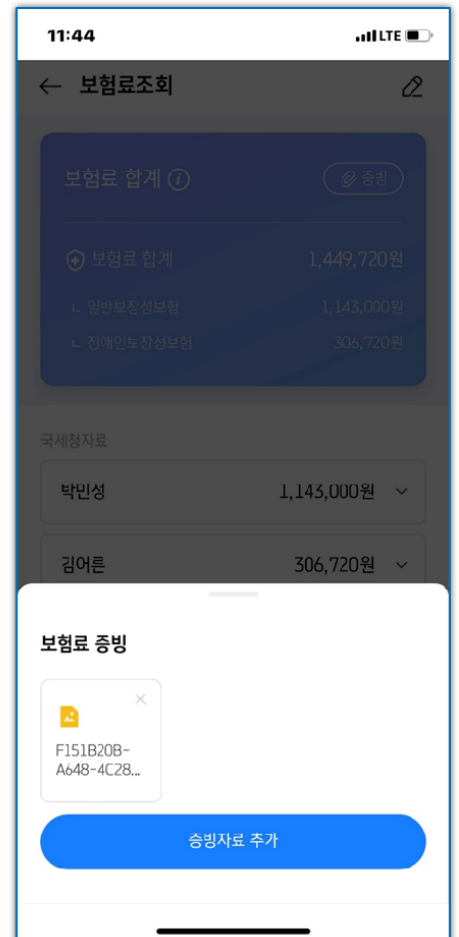 11:44
LTE
보험료조회
보험료 합계
증빙
보험료 합계 1,449,720원
ㄴ 일반보장성보험 1,143,000원
ㄴ 장애인보장성보험 306,720원
국세청자료
박민성 1,143,000원
김어른 306,720원
보험료 증빙
F151B20B-
A648-4C28...
증빙자료 추가